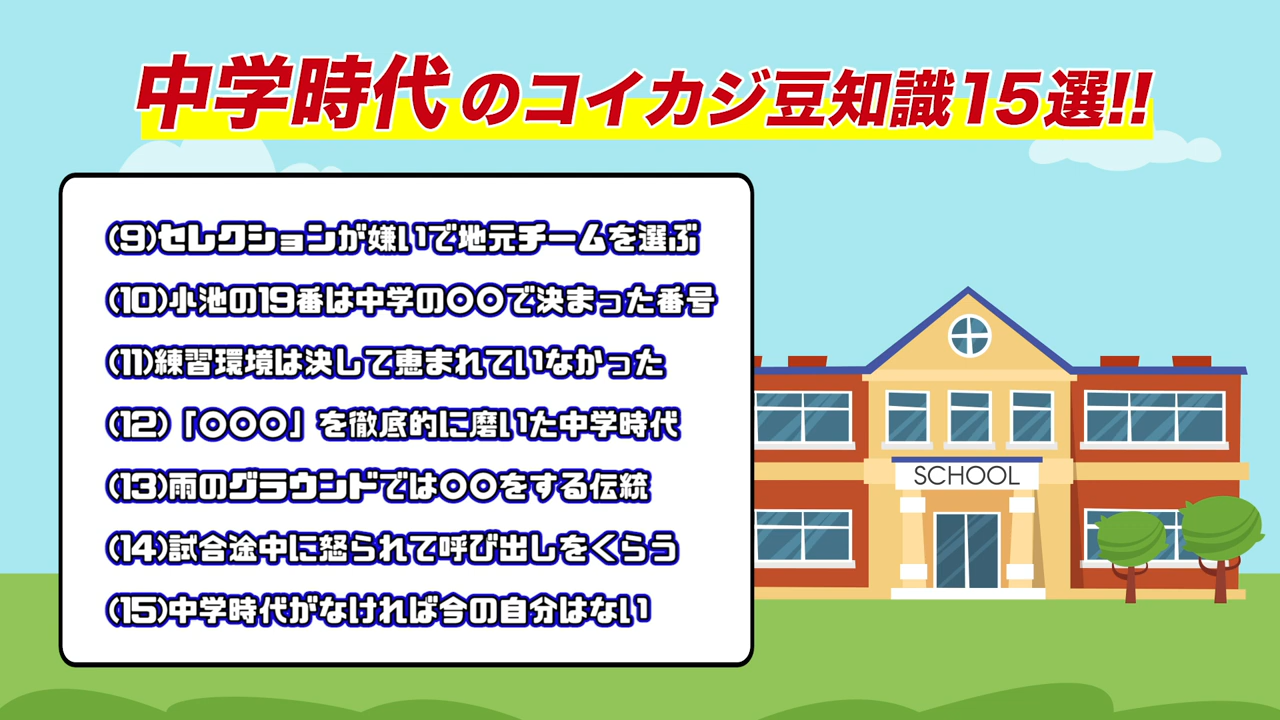 中学時代のコイカジ豆知識15選!!
(9)セレクションが嫌いで地元チームを選ぶ
(10)小池の19番は中学の〇〇で決まった番号
(11)練習環境は決して恵まれていなかった
(12)「〇〇〇」を徹底的に磨いた中学時代
(13)雨のグラウンドでは〇〇をする伝統
(14)試合途中に怒られて呼び出しをくらう
(15)中学時代がなければ今の自分はない
SCHOOL